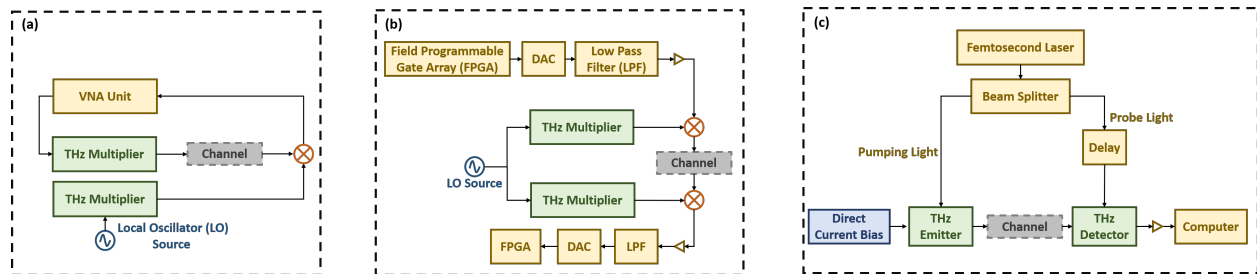 (a)
VNA Unit
THz Multiplier
Channel
THz Multiplier
Local Oscillator (LO)
Source
(b)
Field Programmable
Gate Array (FPGA)
DAC
Low Pass
Filter (LPF)
THz Multiplier
Channel
LO Source
THz Multiplier
FPGA
DAC
LPF
(c)
Femtosecond Laser
Beam Splitter
Probe Light
Pumping Light
Delay
Direct
Current Bias
THz
Emitter
Channel
THz
Detector
Computer